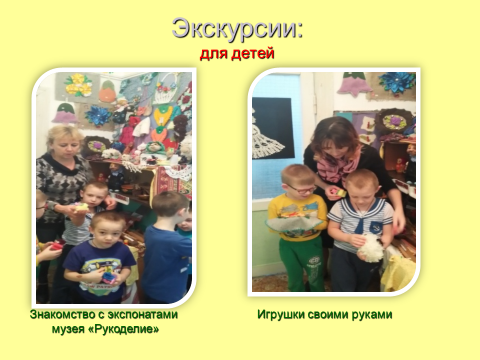 Экскурсии:
для детей
Знакомство с экспонатами
музея «Рукоделие»
Игрушки своими руками